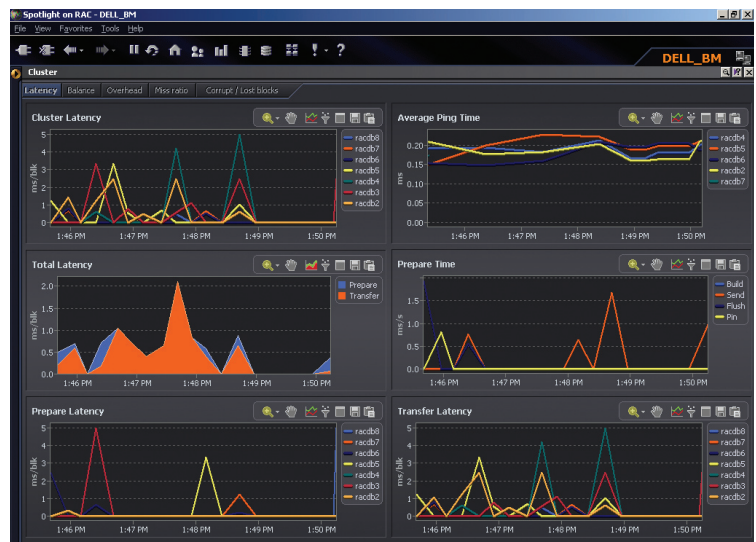 Spotlight on RAC - DELL_BM
File View Favorites Tools Help
DELL_BM
Cluster
Latency Balance Overhead Miss ratio Corrupt / Lost blocks
Cluster Latency
ms/blk
5
4
3
2
1
0
1:46 PM 1:47 PM 1:48 PM 1:49 PM 1:50 PM
racdb8
racdb7
racdb6
racdb5
racdb4
racdb3
racdb2
Average Ping Time
ms
0.20
0.15
0.10
0.05
0.00
1:46 PM 1:47 PM 1:48 PM 1:49 PM 1:50 PM
racdb4
racdb5
racdb6
racdb2
racdb7
Total Latency
ms/blk
2.0
1.5
1.0
0.5
0.0
1:46 PM 1:47 PM 1:48 PM 1:49 PM 1:50 PM
Prepare
Transfer
Prepare Time
ms/s
1.5
1.0
0.5
0.0
1:46 PM 1:47 PM 1:48 PM 1:49 PM 1:50 PM
Build
Send
Flush
Pin
Prepare Latency
ms/blk
5
4
3
2
1
0
1:46 PM 1:47 PM 1:48 PM 1:49 PM 1:50 PM
racdb8
racdb7
racdb6
racdb5
racdb4
racdb3
racdb2
Transfer Latency
ms/blk
5
4
3
2
1
0
1:46 PM 1:47 PM 1:48 PM 1:49 PM 1:50 PM
racdb8
racdb7
racdb6
racdb5
racdb4
racdb3
racdb2